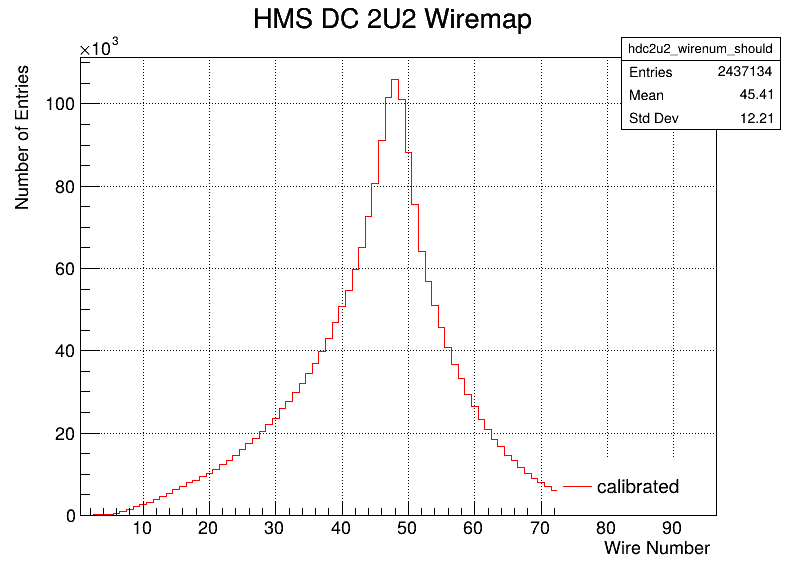 HMS DC 2U2 Wiremap
×10³
hdc2u2_wirenum_should
Entries 2437134
Mean 45.41
Std Dev 12.21
Number of Entries
100
80
60
40
20
0
calibrated
10 20 30 40 50 60 70 80 90
Wire Number